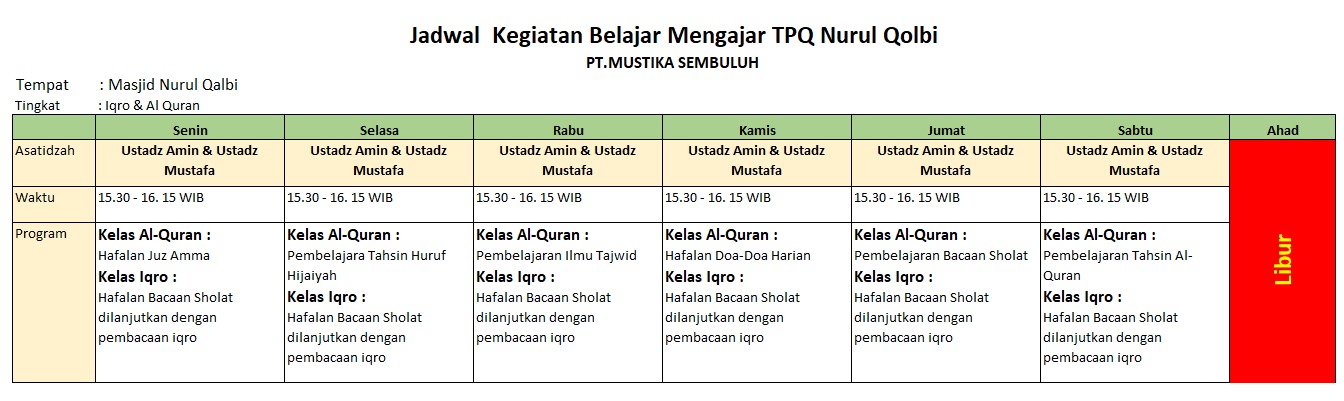 Jadwal Kegiatan Belajar Mengajar TPQ Nurul Qolbi
PT.MUSTIKA SEMBULUH
Tempat : Masjid Nurul Qalbi
Tingkat : Iqro & Al Quran
Senin Selasa Rabu Kamis Jumat Sabtu Ahad
Asatidzah Ustadz Amin & Ustadz Ustadz Amin & Ustadz Ustadz Amin & Ustadz Ustadz Amin & Ustadz Ustadz Amin & Ustadz Ustadz Amin & Ustadz
Mustafa Mustafa Mustafa Mustafa Mustafa Mustafa
Waktu 15.30 - 16. 15 WIB 15.30 - 16. 15 WIB 15.30 - 16. 15 WIB 15.30 - 16. 15 WIB 15.30 - 16. 15 WIB 15.30 - 16. 15 WIB
Program
Kelas Al-Quran :
Hafalan Juz Amma
Kelas Iqro :
Hafalan Bacaan Sholat
dilanjutkan dengan
pembacaan iqro
Kelas Al-Quran :
Pembelajara Tahsin Huruf
Hijaiyah
Kelas Iqro :
Hafalan Bacaan Sholat
dilanjutkan dengan
pembacaan iqro
Kelas Al-Quran :
Pembelajaran Ilmu Tajwid
Kelas Iqro :
Hafalan Bacaan Sholat
dilanjutkan dengan
pembacaan iqro
Kelas Al-Quran :
Hafalan Doa-Doa Harian
Kelas Iqro :
Hafalan Bacaan Sholat
dilanjutkan dengan
pembacaan iqro
Kelas Al-Quran :
Pembelajaran Bacaan Sholat
Kelas Iqro :
Hafalan Bacaan Sholat
dilanjutkan dengan
pembacaan iqro
Kelas Al-Quran :
Pembelajaran Tahsin Al-
Quran
Kelas Iqro :
Hafalan Bacaan Sholat
dilanjutkan dengan
pembacaan iqro
Libur